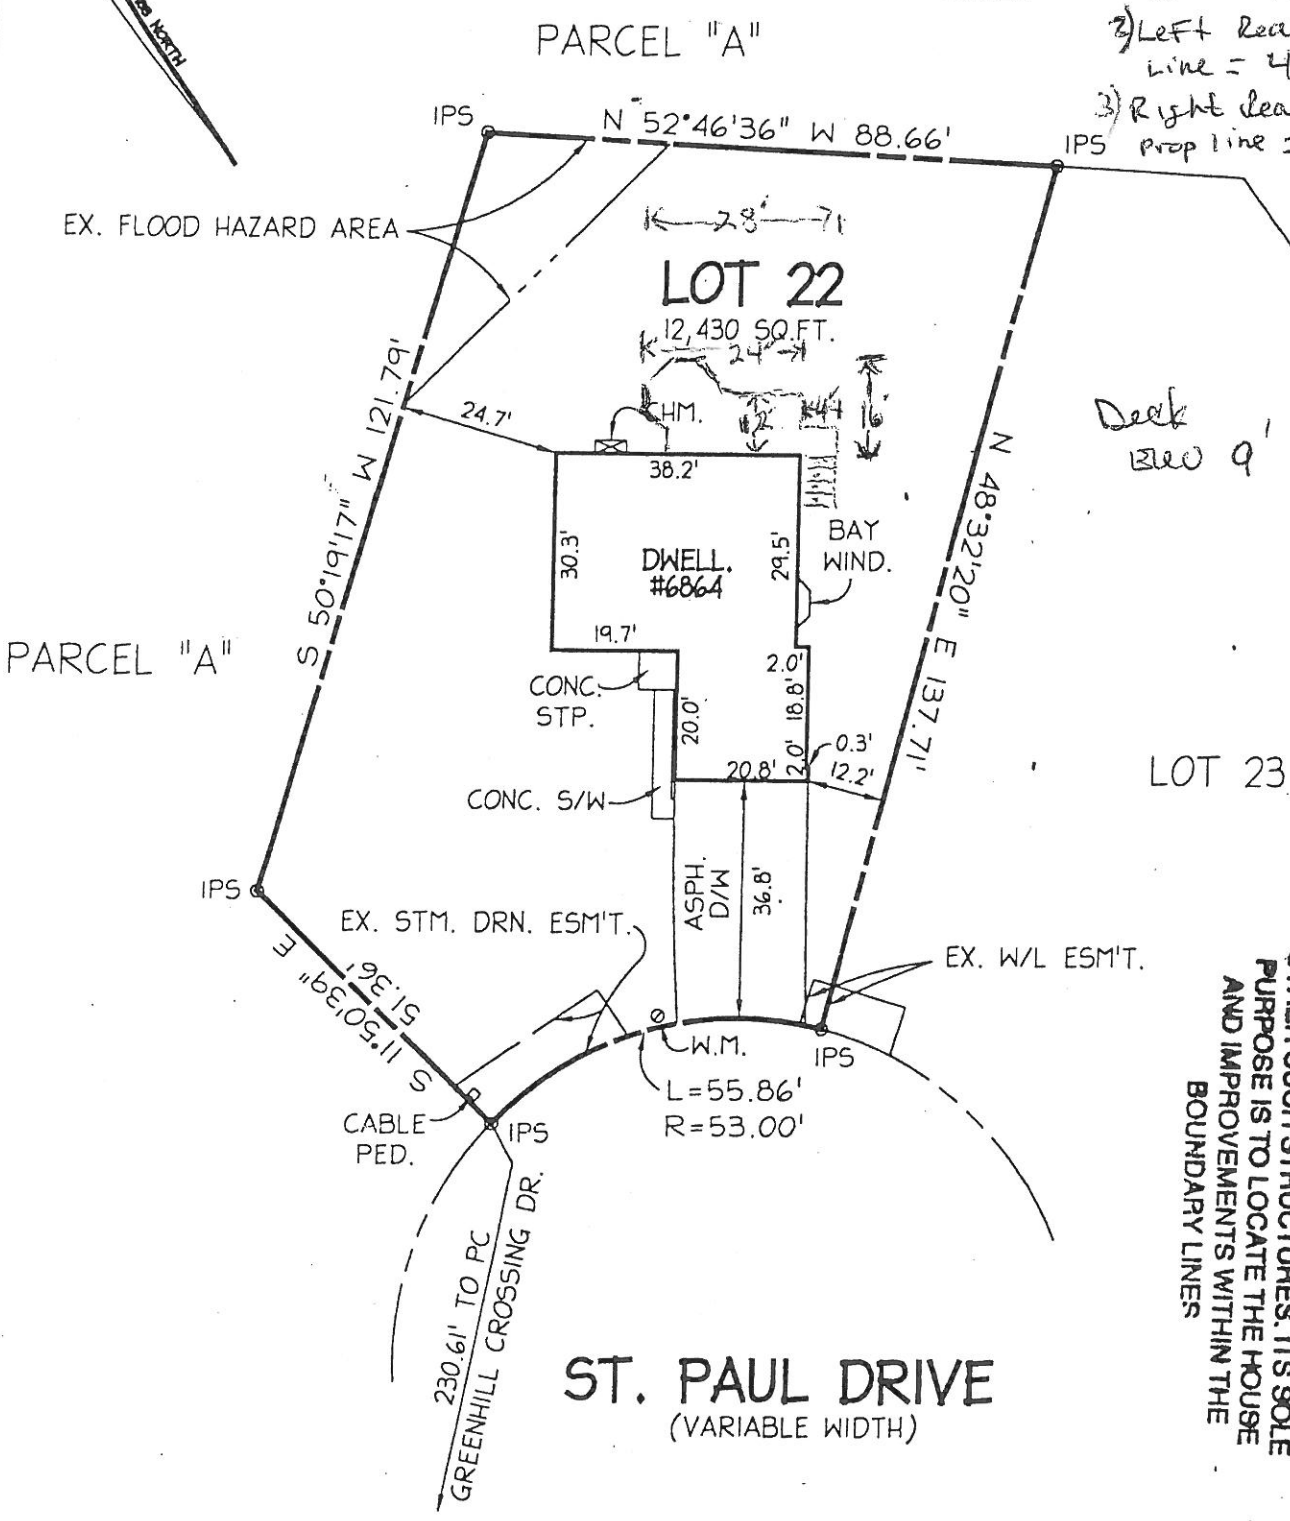 NORTH
PARCEL "A"
2) Left Rea
Line = 4
3) Right Rea
prop line =
IPS
N 52°46'36" W 88.66'
IPS
EX. FLOOD HAZARD AREA
28'
LOT 22
12,430 SQ.FT.
24'
S 50°19'17" W 121.79'
24.7'
12'
16'
Deck
Elev 9'
38.2'
N 48°32'20" E 137.71'
30.3'
DWELL.
#6864
29.5'
BAY
WIND.
PARCEL "A"
19.7'
CONC.
STP.
2.0'
18.8'
20.0'
2.0'
0.3'
20.8'
12.2'
LOT 23
CONC. S/W
IPS
ASPH.
D/W
36.8'
EX. STM. DRN. ESM'T.
EX. W/L ESM'T.
S 11°50'39" E
51.36'
W.M.
IPS
L=55.86'
R=53.00'
CABLE
PED.
IPS
230.61' TO PC
GREENHILL CROSSING DR.
ST. PAUL DRIVE
(VARIABLE WIDTH)
STRUCTURES. ITS SOLE
PURPOSE IS TO LOCATE THE HOUSE
AND IMPROVEMENTS WITHIN THE
BOUNDARY LINES